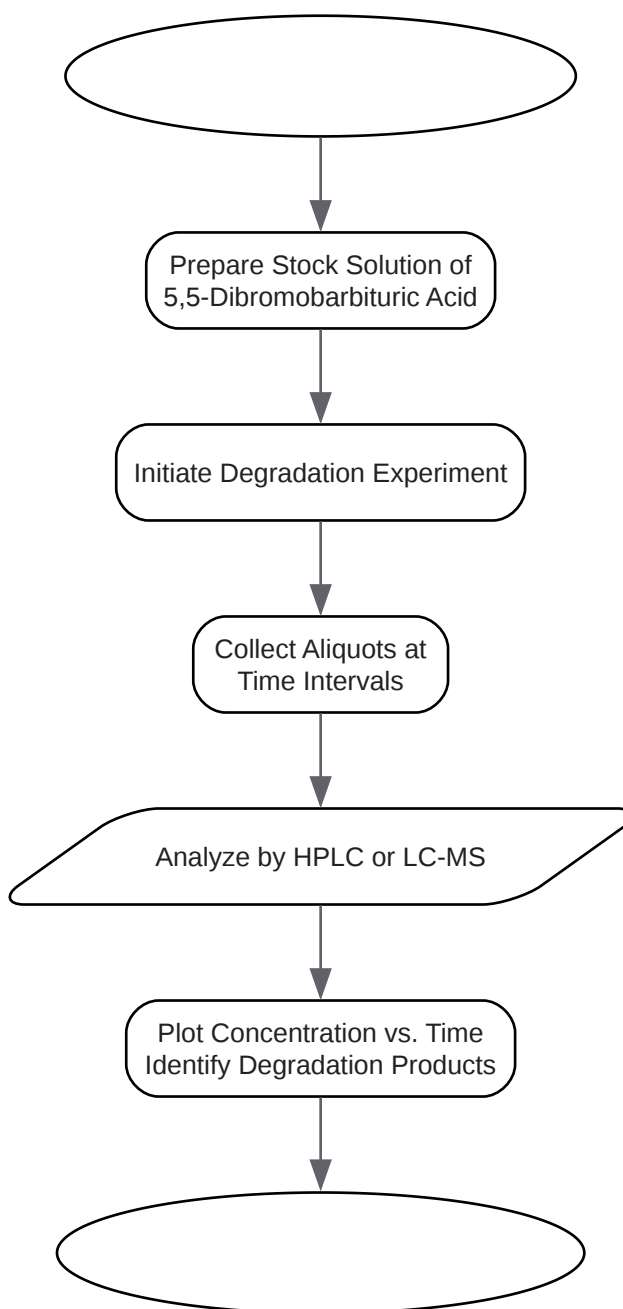 Prepare Stock Solution of
5,5-Dibromobarbituric Acid
Initiate Degradation Experiment
Collect Aliquots at
Time Intervals
Analyze by HPLC or LC-MS
Plot Concentration vs. Time
Identify Degradation Products